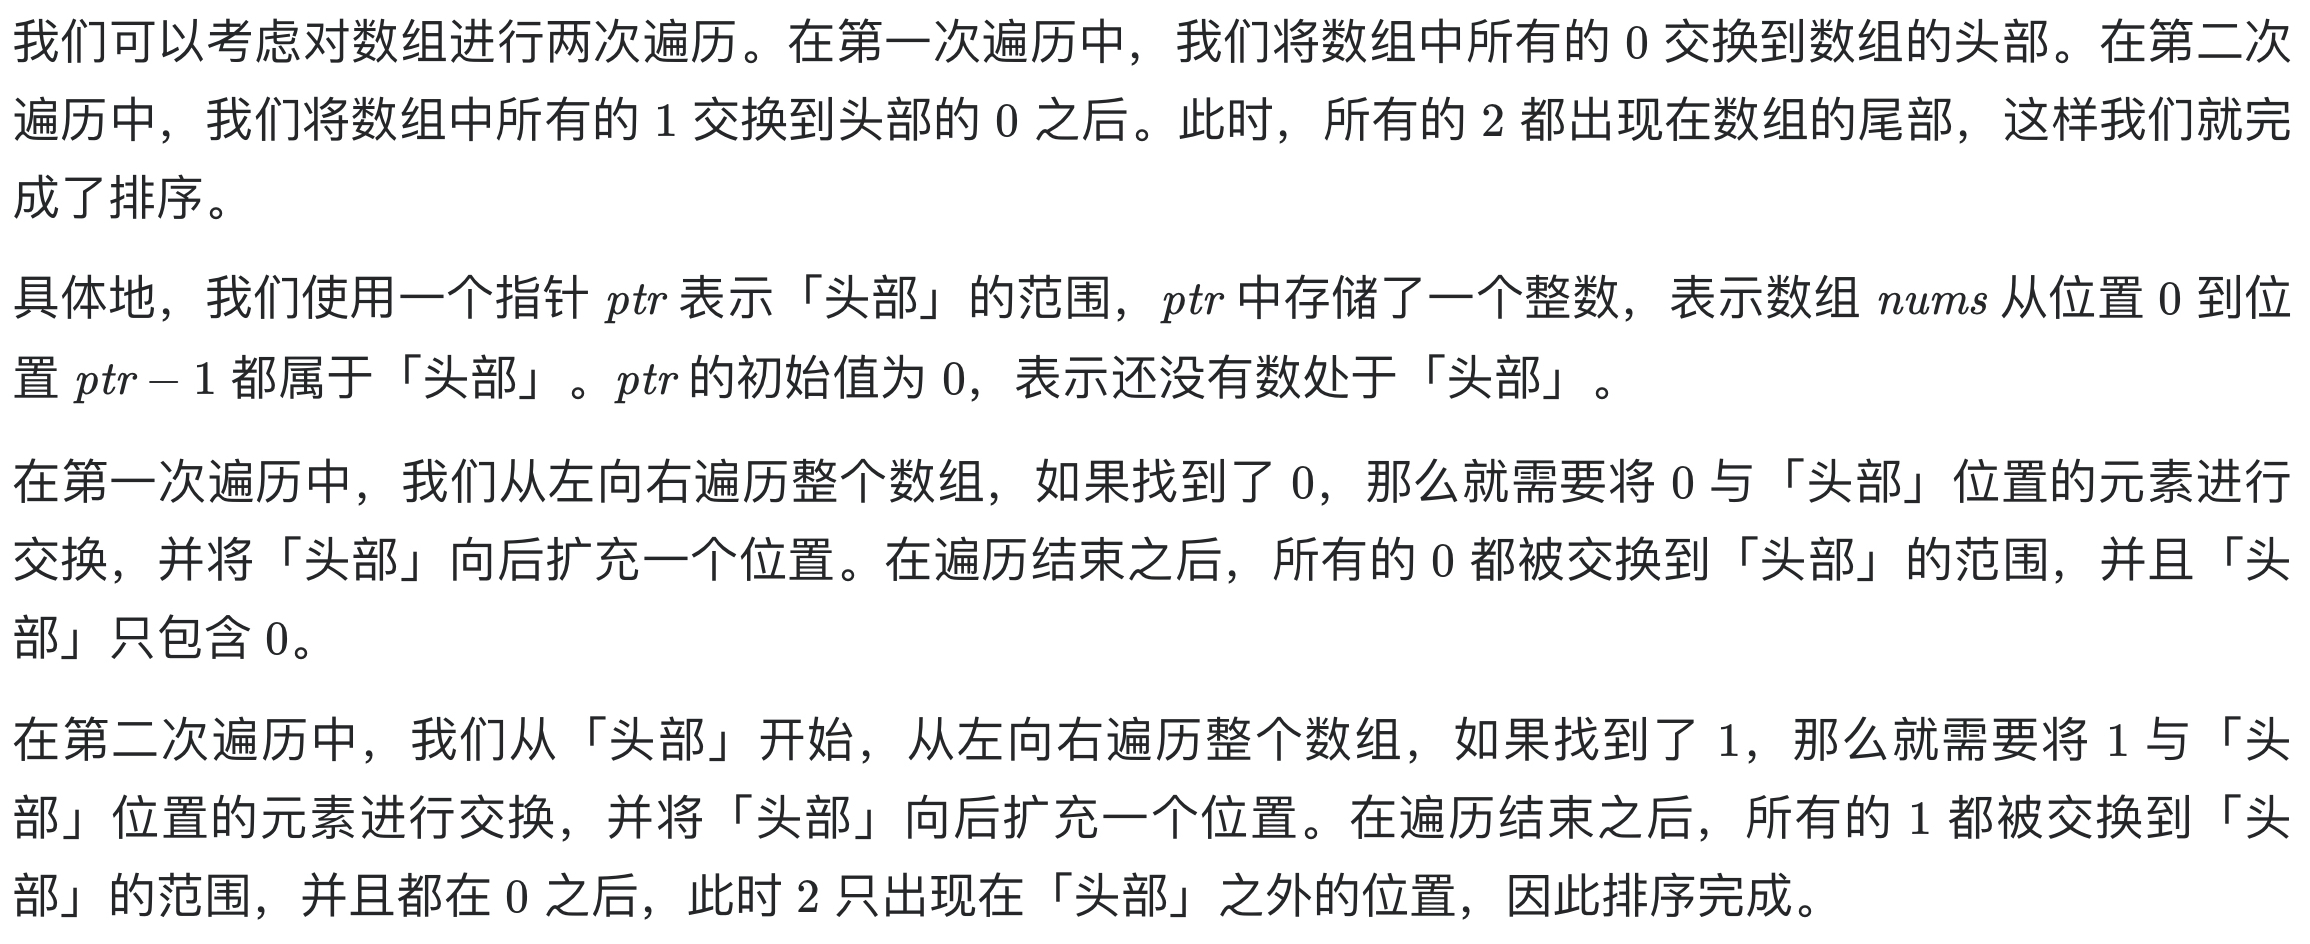 我们可以考虑对数组进行两次遍历。在第一次遍历中，我们将数组中所有的 0 交换到数组的头部。在第二次
遍历中，我们将数组中所有的 1 交换到头部的 0 之后。此时，所有的 2 都出现在数组的尾部，这样我们就完
成了排序。
具体地，我们使用一个指针 ptr 表示「头部」的范围，ptr 中存储了一个整数，表示数组 nums 从位置 0 到位
置 ptr − 1 都属于「头部」。ptr 的初始值为 0，表示还没有数处于「头部」。
在第一次遍历中，我们从左向右遍历整个数组，如果找到了 0，那么就需要将 0 与「头部」位置的元素进行
交换，并将「头部」向后扩充一个位置。在遍历结束之后，所有的 0 都被交换到「头部」的范围，并且「头
部」只包含 0。
在第二次遍历中，我们从「头部」开始，从左向右遍历整个数组，如果找到了 1，那么就需要将 1 与「头
部」位置的元素进行交换，并将「头部」向后扩充一个位置。在遍历结束之后，所有的 1 都被交换到「头
部」的范围，并且都在 0 之后，此时 2 只出现在「头部」之外的位置，因此排序完成。